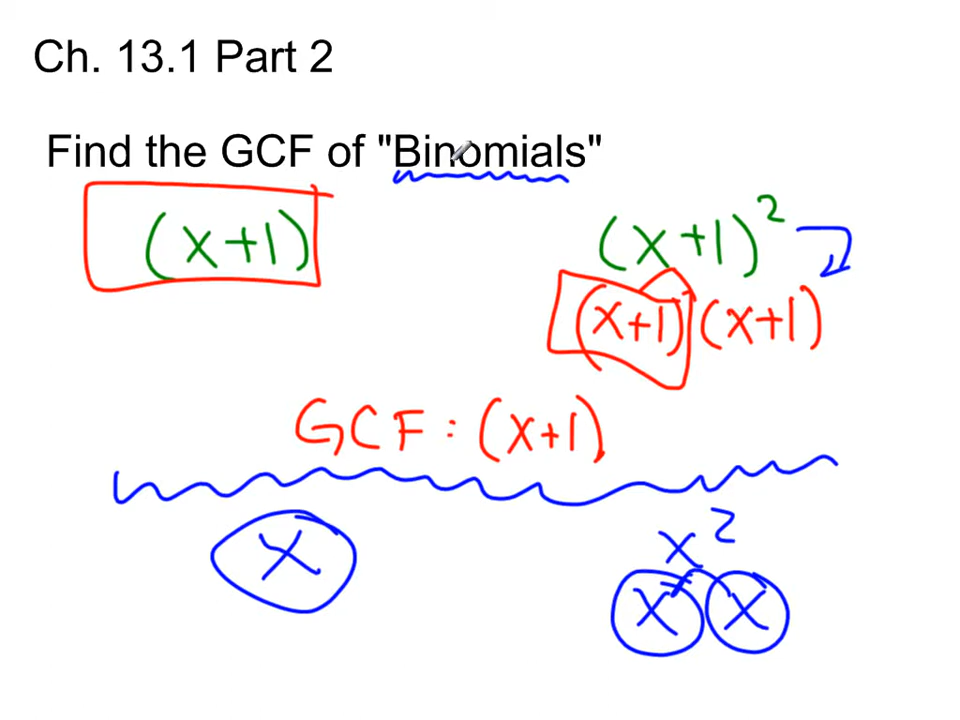 Ch. 13.1 Part 2
Find the GCF of "Binomials"
(x+1) (x+1)²
(x+1)(x+1)
GCF: (x+1)
x x²
x x